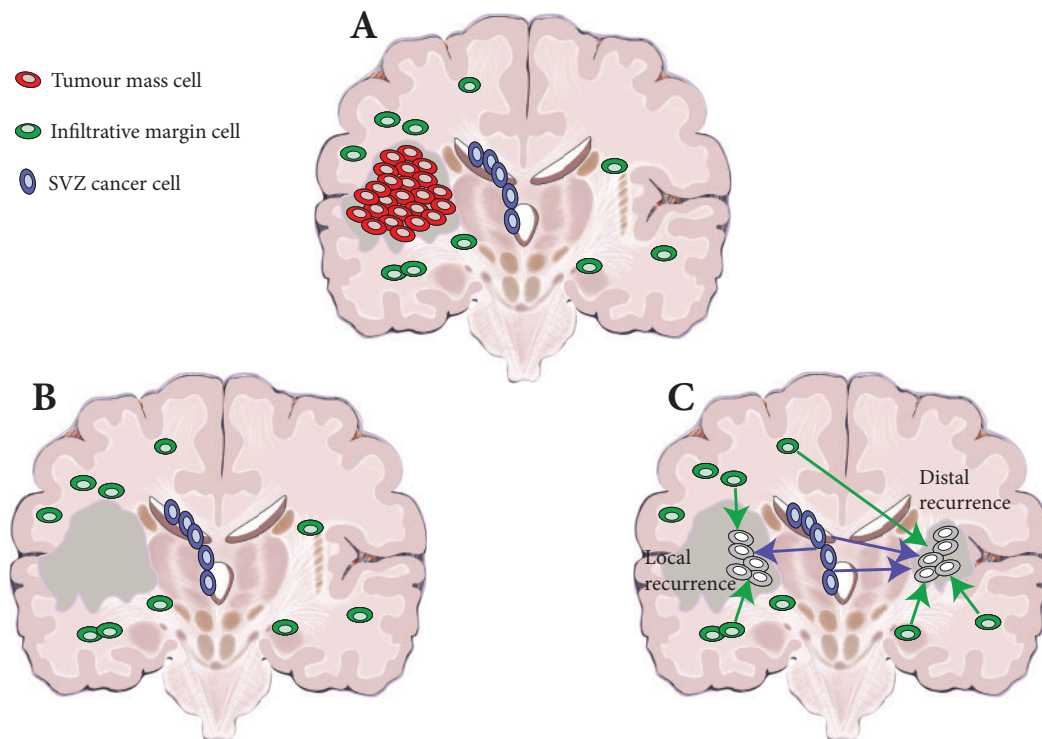 A
Tumour mass cell
Infiltrative margin cell
SVZ cancer cell
B
C
Distal
recurrence
Local
recurrence